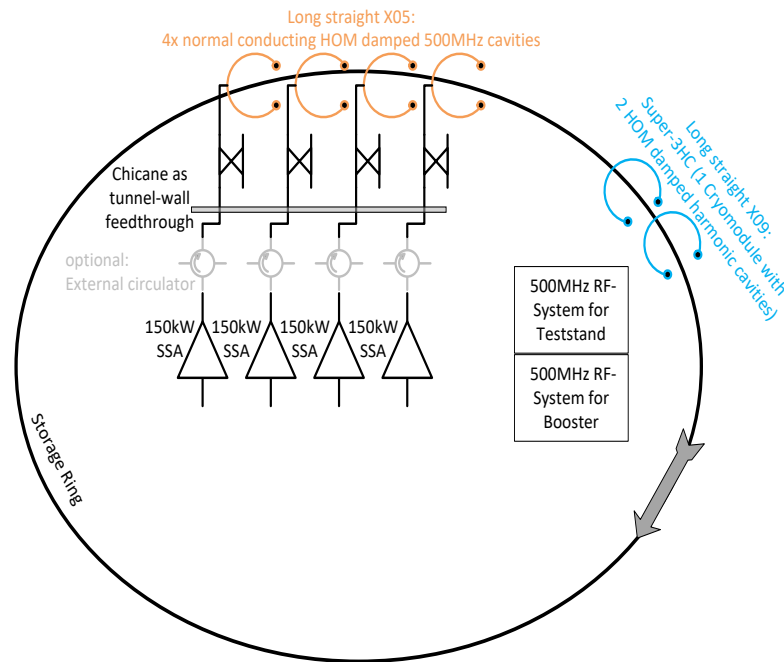 Long straight X05:
4x normal conducting HOM damped 500MHz cavities
Long straight X09:
Super-3HC (1 Cryomodule with
2 HOM damped harmonic cavities)
Chicane as
tunnel-wall
feedthrough
optional:
External circulator
150kW
SSA
150kW
SSA
150kW
SSA
150kW
SSA
500MHz RF-
System for
Teststand
500MHz RF-
System for
Booster
Storage Ring